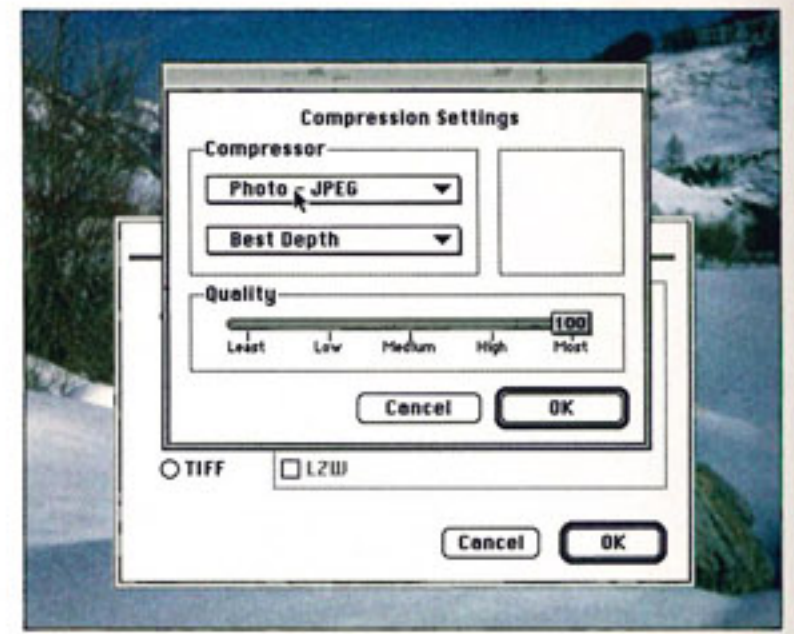 Compression Settings
Compressor
Photo - JPEG
Best Depth
Quality
100
Least Low Medium High Most
Cancel OK
TIFF LZW
Cancel OK